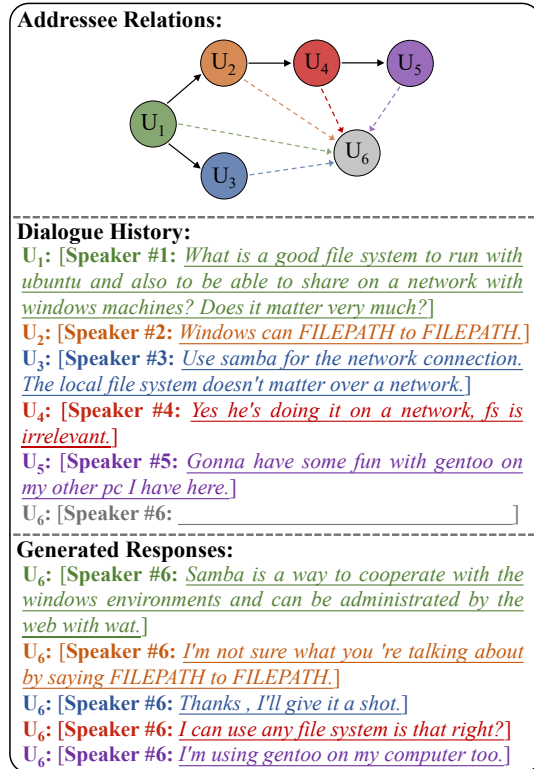 Addressee Relations:
U2 U4 U5
U1 U6
U3
Dialogue History:
U1: [Speaker #1: What is a good file system to run with
ubuntu and also to be able to share on a network with
windows machines? Does it matter very much?]
U2: [Speaker #2: Windows can FILEPATH to FILEPATH.]
U3: [Speaker #3: Use samba for the network connection.
The local file system doesn't matter over a network.]
U4: [Speaker #4: Yes he's doing it on a network, fs is
irrelevant.]
U5: [Speaker #5: Gonna have some fun with gentoo on
my other pc I have here.]
U6: [Speaker #6: ]
Generated Responses:
U6: [Speaker #6: Samba is a way to cooperate with the
windows environments and can be administrated by the
web with wat.]
U6: [Speaker #6: I'm not sure what you 're talking about
by saying FILEPATH to FILEPATH.]
U6: [Speaker #6: Thanks , I'll give it a shot.]
U6: [Speaker #6: I can use any file system is that right?]
U6: [Speaker #6: I'm using gentoo on my computer too.]